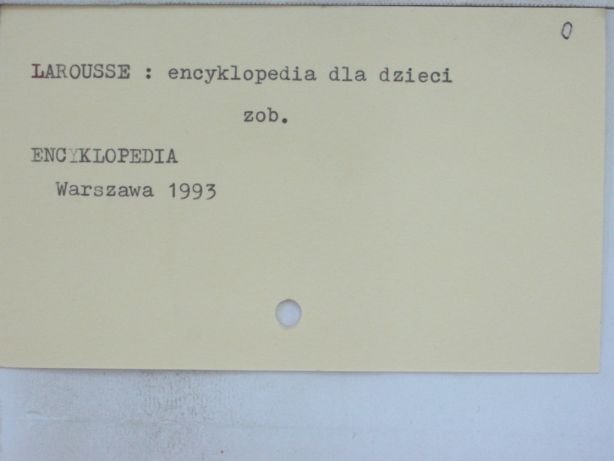 0
LAROUSSE : encyklopedia dla dzieci
zob.
ENCYKLOPEDIA
Warszawa 1993